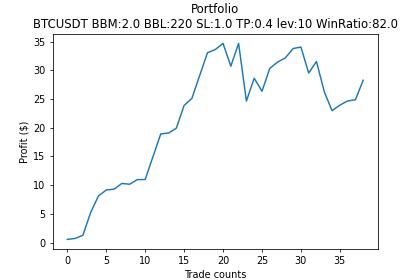 Portfolio
BTCUSDT BBM:2.0 BBL:220 SL:1.0 TP:0.4 lev:10 WinRatio:82.0
35
30
25
20
15
10
5
0
Profit ($)
0 5 10 15 20 25 30 35
Trade counts